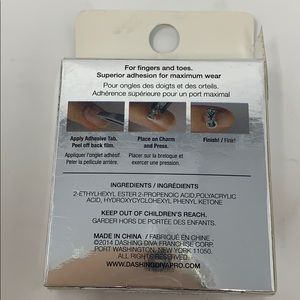 For fingers and toes.
Superior adhesion for maximum wear
Pour ongles des doigts et des orteils.
Adhérence supérieure pour un port maximal
Apply Adhesive Tab.
Peel off back film.
Place on Charm
and Press.
Finish! / Fini!
Appliquer l'onglet adhésif
Peler la pellicule arrière.
Placer sur la breloque et
exercer une pression.
INGREDIENTS / INGRÉDIENTS
2-ETHYLHEXYL ESTER 2-PROPENOIC ACID,POLYACRYLIC
ACID, HYDROXYCYCLOHEXYL PHENYL KETONE
KEEP OUT OF CHILDREN'S REACH.
GARDER HORS DE PORTÉE DES ENFANTS.
MADE IN CHINA / FABRIQUÉ EN CHINE
©2014 DASHING DIVA FRANCHISE CORP.
PORT WASHINGTON, NEW YORK 11050.
ALL RIGHTS RESERVED.
WWW.DASHINGDIVAPRO.COM